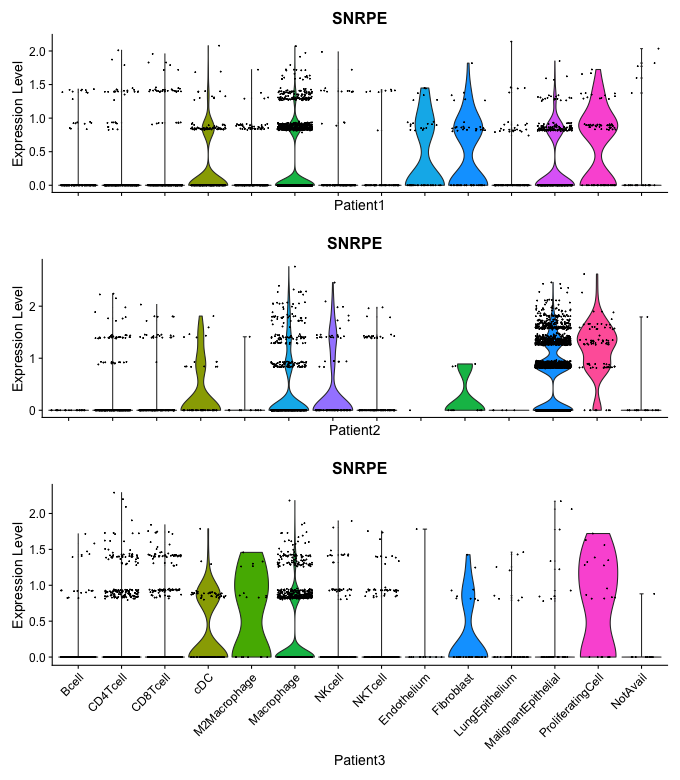 SNRPE
Expression Level
2.0
1.5
1.0
0.5
0.0
Patient1
SNRPE
Expression Level
2
1
0
Patient2
SNRPE
Expression Level
2.0
1.5
1.0
0.5
0.0
Bcell
CD4Tcell
CD8Tcell
cDC
M2Macrophage
Macrophage
NKcell
NKTcell
Endothelium
Fibroblast
LungEpithelium
MalignantEpithelial
ProliferatingCell
NotAvail
Patient3